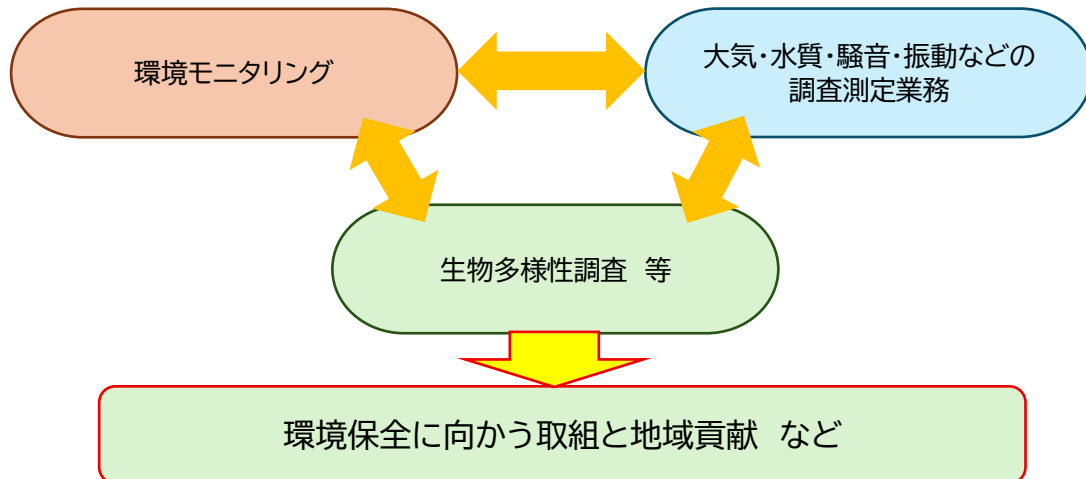 環境モニタリング
大気・水質・騒音・振動などの
調査測定業務
生物多様性調査　等
環境保全に向かう取組と地域貢献　など